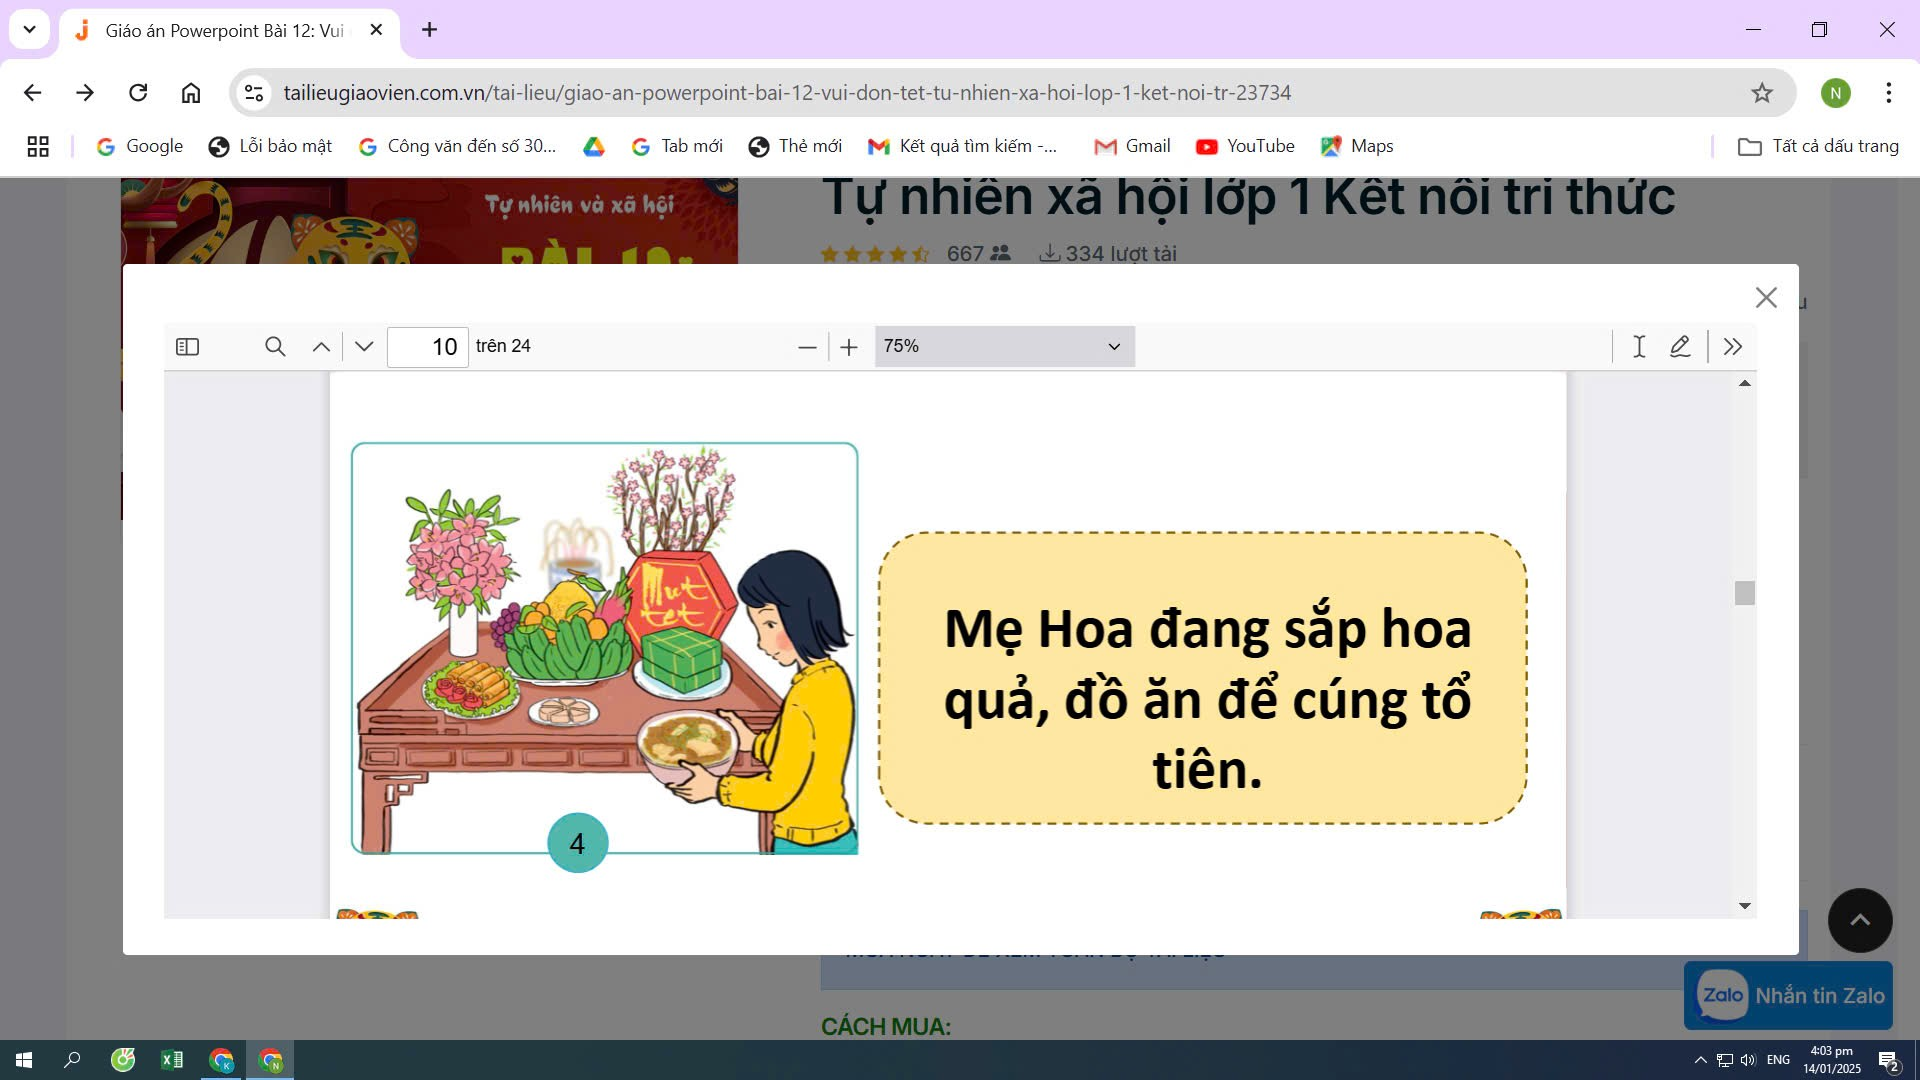 Giáo án Powerpoint Bài 12: Vui
tailieugiaovien.com.vn/tai-lieu/giao-an-powerpoint-bai-12-vui-don-tet-tu-nhien-xa-hoi-lop-1-ket-noi-tr-23734
N
Google Lỗi bảo mật Công văn đến số 30... Tab mới Thẻ mới Kết quả tìm kiếm -... Gmail YouTube Maps Tất cả dấu trang
Tự nhiên và xã hội
Tự nhiên xã hội lớp 1 Kết nối tri thức
BÀI 12:
667 334 lượt tải
10 trên 24 75%
Mut
tet
Mẹ Hoa đang sắp hoa
quả, đồ ăn để cúng tổ
tiên.
4
Zalo Nhắn tin Zalo
CÁCH MUA:
ENG 4:03 pm
14/01/2025
2